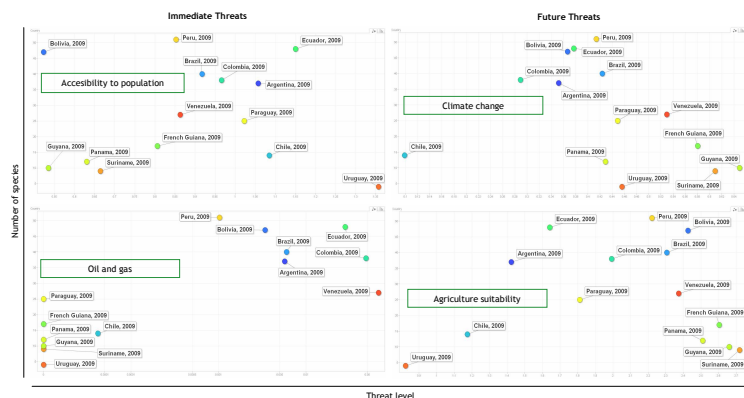 Immediate Threats
Future Threats
Number of species
Peru, 2009
Bolivia, 2009
Ecuador, 2009
Brazil, 2009
Colombia, 2009
Argentina, 2009
Accesibility to population
Venezuela, 2009
Paraguay, 2009
French Guiana, 2009
Guyana, 2009
Panama, 2009
Suriname, 2009
Chile, 2009
Uruguay, 2009
Peru, 2009
Bolivia, 2009
Ecuador, 2009
Colombia, 2009
Brazil, 2009
Argentina, 2009
Climate change
Paraguay, 2009
Venezuela, 2009
French Guiana, 2009
Chile, 2009
Panama, 2009
Guyana, 2009
Uruguay, 2009
Suriname, 2009
Peru, 2009
Bolivia, 2009
Ecuador, 2009
Brazil, 2009
Colombia, 2009
Argentina, 2009
Oil and gas
Venezuela, 2009
Paraguay, 2009
French Guiana, 2009
Panama, 2009
Chile, 2009
Guyana, 2009
Suriname, 2009
Uruguay, 2009
Ecuador, 2009
Peru, 2009
Bolivia, 2009
Brazil, 2009
Argentina, 2009
Colombia, 2009
Agriculture suitability
Paraguay, 2009
Venezuela, 2009
French Guiana, 2009
Chile, 2009
Panama, 2009
Guyana, 2009
Uruguay, 2009
Suriname, 2009
Threat level